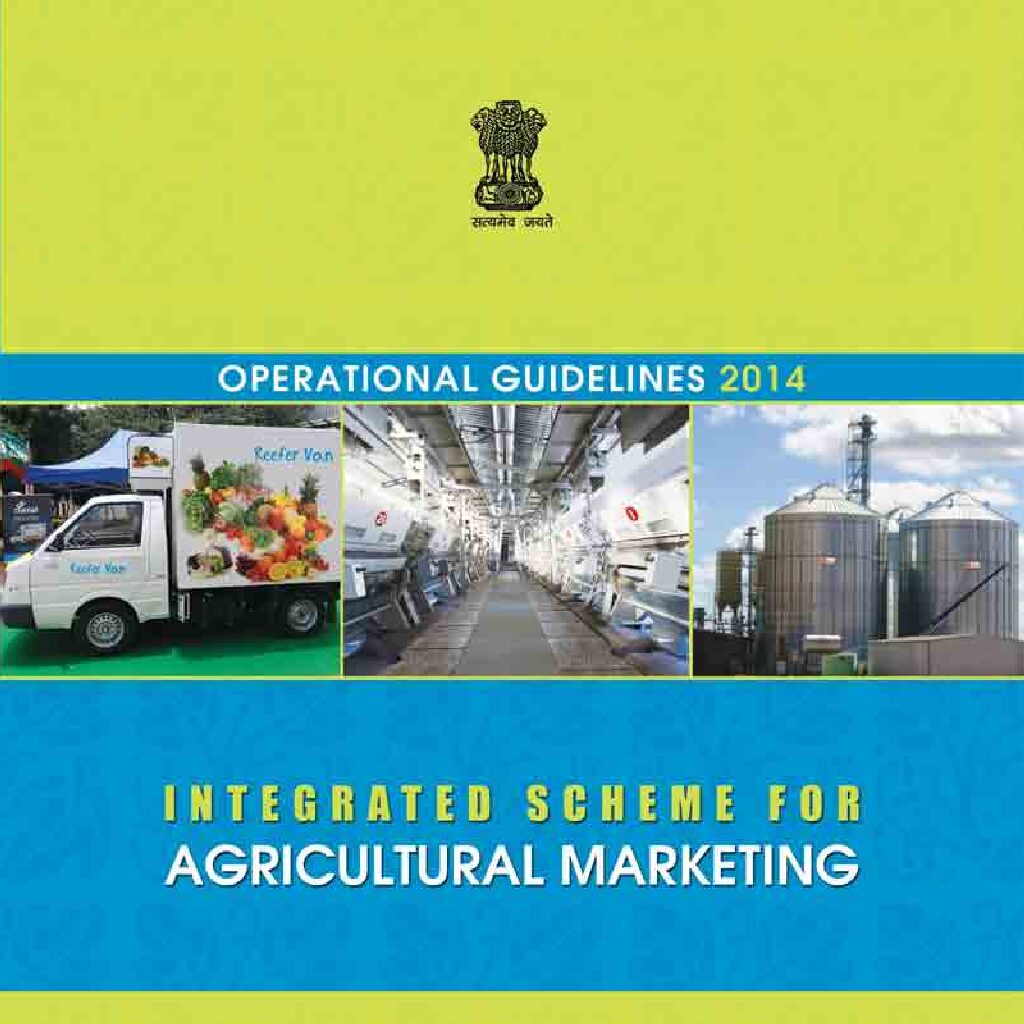 सत्यमेव जयते
OPERATIONAL GUIDELINES 2014
Reefer Van
Reefer Van
INTEGRATED SCHEME FOR
AGRICULTURAL MARKETING